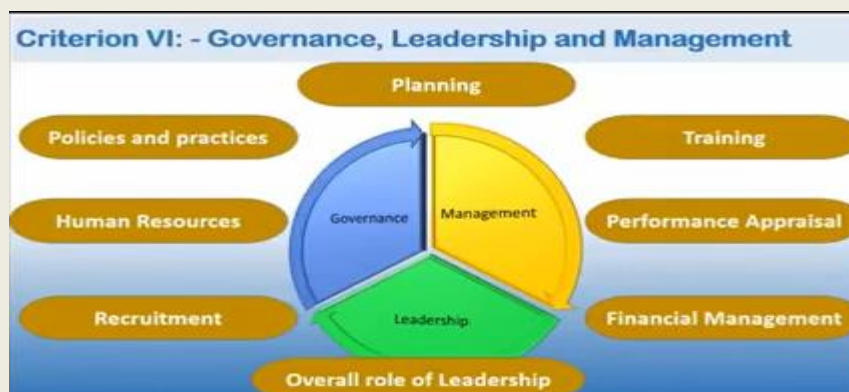 Criterion VI: - Governance, Leadership and Management
Planning
Policies and practices
Training
Governance
Management
Human Resources
Performance Appraisal
Recruitment
Leadership
Financial Management
Overall role of Leadership